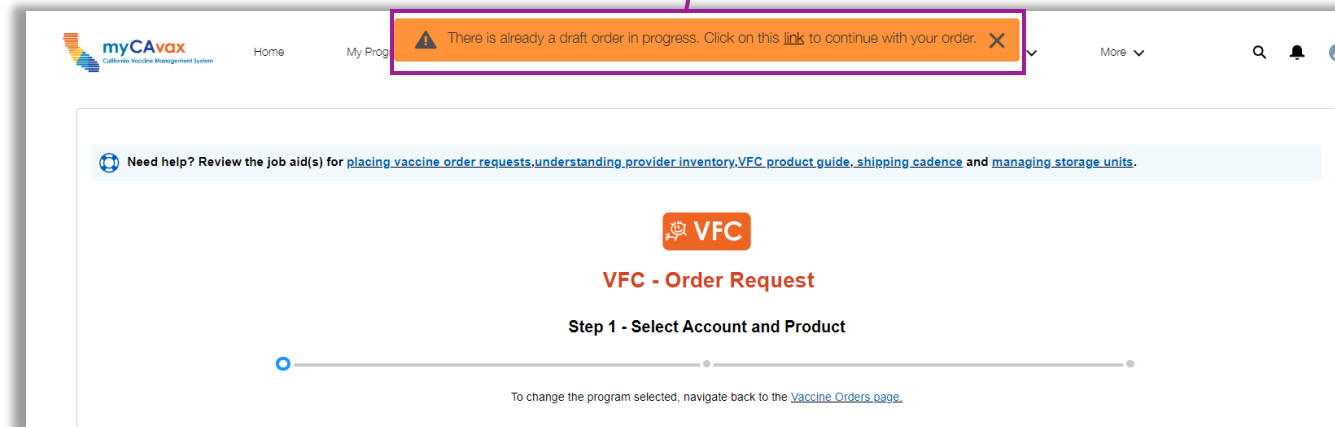 myCAvax
California Vaccine Management System
Home
My Prog
There is already a draft order in progress. Click on this link to continue with your order.
More
Need help? Review the job aid(s) for placing vaccine order requests,understanding provider inventory,VFC product guide, shipping cadence and managing storage units.
VFC
VFC - Order Request
Step 1 - Select Account and Product
To change the program selected, navigate back to the Vaccine Orders page.